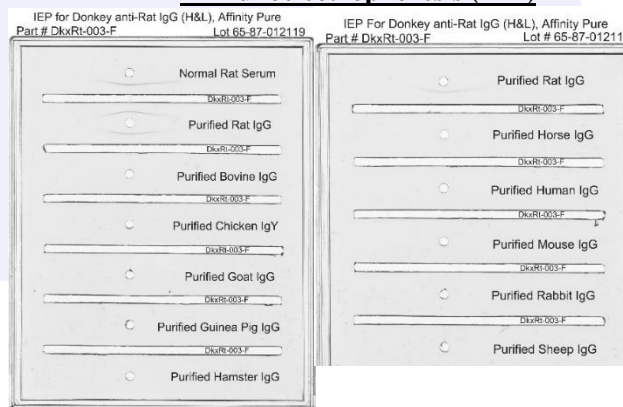 IEP for Donkey anti-Rat IgG (H&L), Affinity Pure
Part # DkxRt-003-F Lot 65-87-012119
Normal Rat Serum
DkxRt-003-F
Purified Rat IgG
DkxRt-003-F
Purified Bovine IgG
DkxRt-003-F
Purified Chicken IgY
DkxRt-003-F
Purified Goat IgG
DkxRt-003-F
Purified Guinea Pig IgG
DkxRt-003-F
Purified Hamster IgG
IEP For Donkey anti-Rat IgG (H&L), Affinity Pure
Part # DkxRt-003-F Lot # 65-87-01211
Purified Rat IgG
DkxRt-003-F
Purified Horse IgG
DkxRt-003-F
Purified Human IgG
DkxRt-003-F
Purified Mouse IgG
DkxRt-003-F
Purified Rabbit IgG
DkxRt-003-F
Purified Sheep IgG